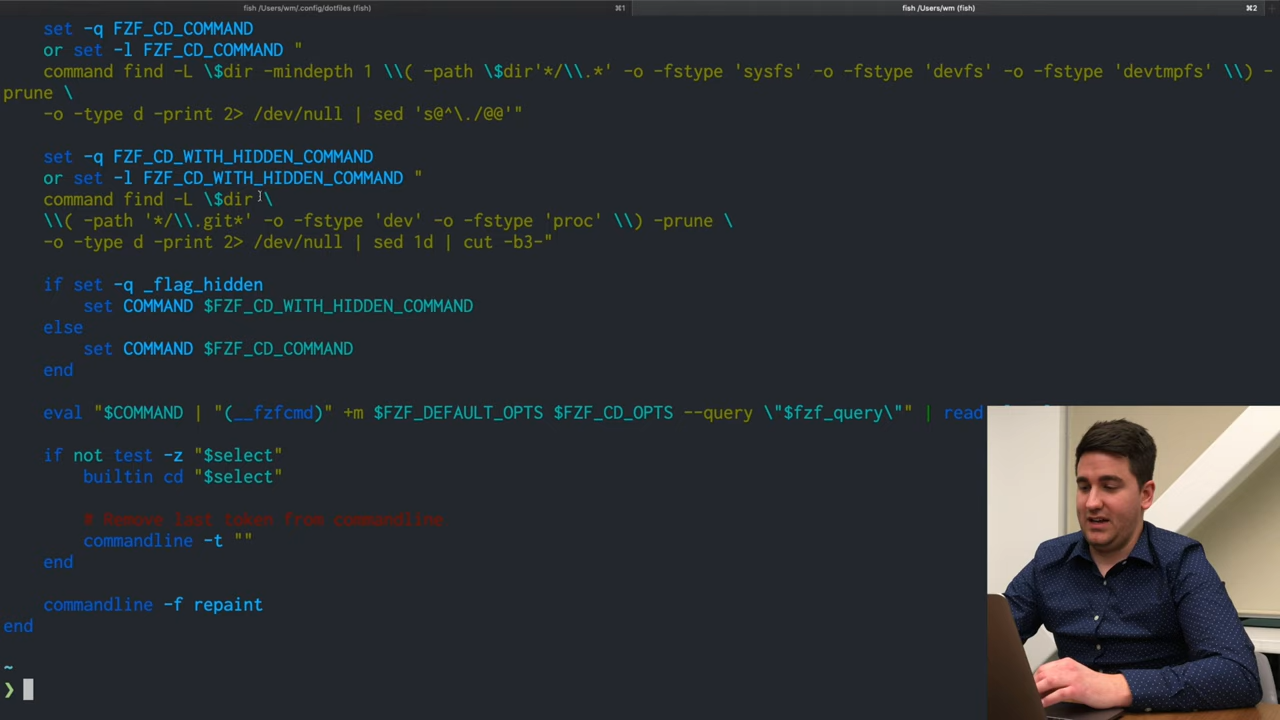 fish /Users/wm/.config/dotfiles (fish) ⌘1 fish /Users/wm (fish) ⌘2
set -q FZF_CD_COMMAND
or set -l FZF_CD_COMMAND "
command find -L \$dir -mindepth 1 \\( -path \$dir'*/\\.*' -o -fstype 'sysfs' -o -fstype 'devfs' -o -fstype 'devtmpfs' \\) -
prune \
-o -type d -print 2> /dev/null | sed 's@^\./@@'"
set -q FZF_CD_WITH_HIDDEN_COMMAND
or set -l FZF_CD_WITH_HIDDEN_COMMAND "
command find -L \$dir \
\\( -path '*/\\.git*' -o -fstype 'dev' -o -fstype 'proc' \\) -prune \
-o -type d -print 2> /dev/null | sed 1d | cut -b3-"
if set -q _flag_hidden
set COMMAND $FZF_CD_WITH_HIDDEN_COMMAND
else
set COMMAND $FZF_CD_COMMAND
end
eval "$COMMAND | "(__fzfcmd)" +m $FZF_DEFAULT_OPTS $FZF_CD_OPTS --query \"$fzf_query\"" | read
if not test -z "$select"
builtin cd "$select"
# Remove last token from commandline
commandline -t ""
end
commandline -f repaint
end
~
❯